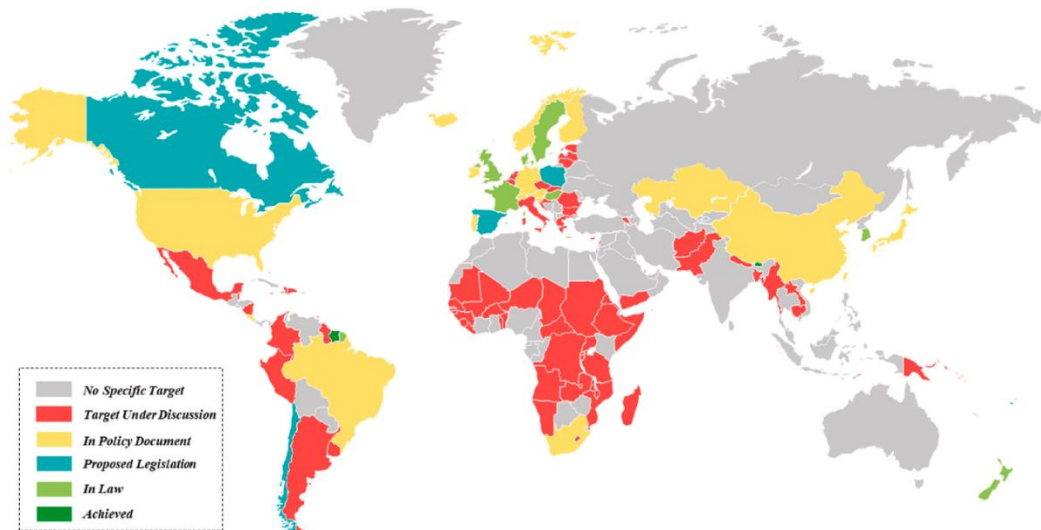 No Specific Target
Target Under Discussion
In Policy Document
Proposed Legislation
In Law
Achieved